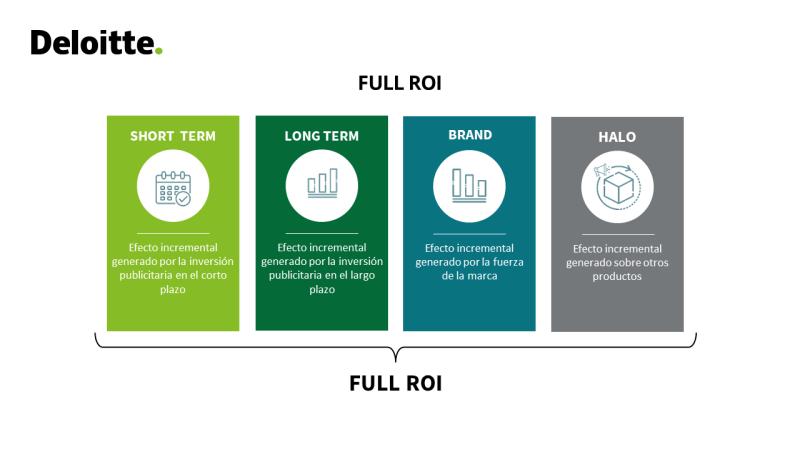 Deloitte.
FULL ROI
SHORT TERM
Efecto incremental
generado por la inversión
publicitaria en el corto
plazo
LONG TERM
Efecto incremental
generado por la inversión
publicitaria en el largo
plazo
BRAND
Efecto incremental
generado por la fuerza
de la marca
HALO
Efecto incremental
generado sobre otros
productos
FULL ROI